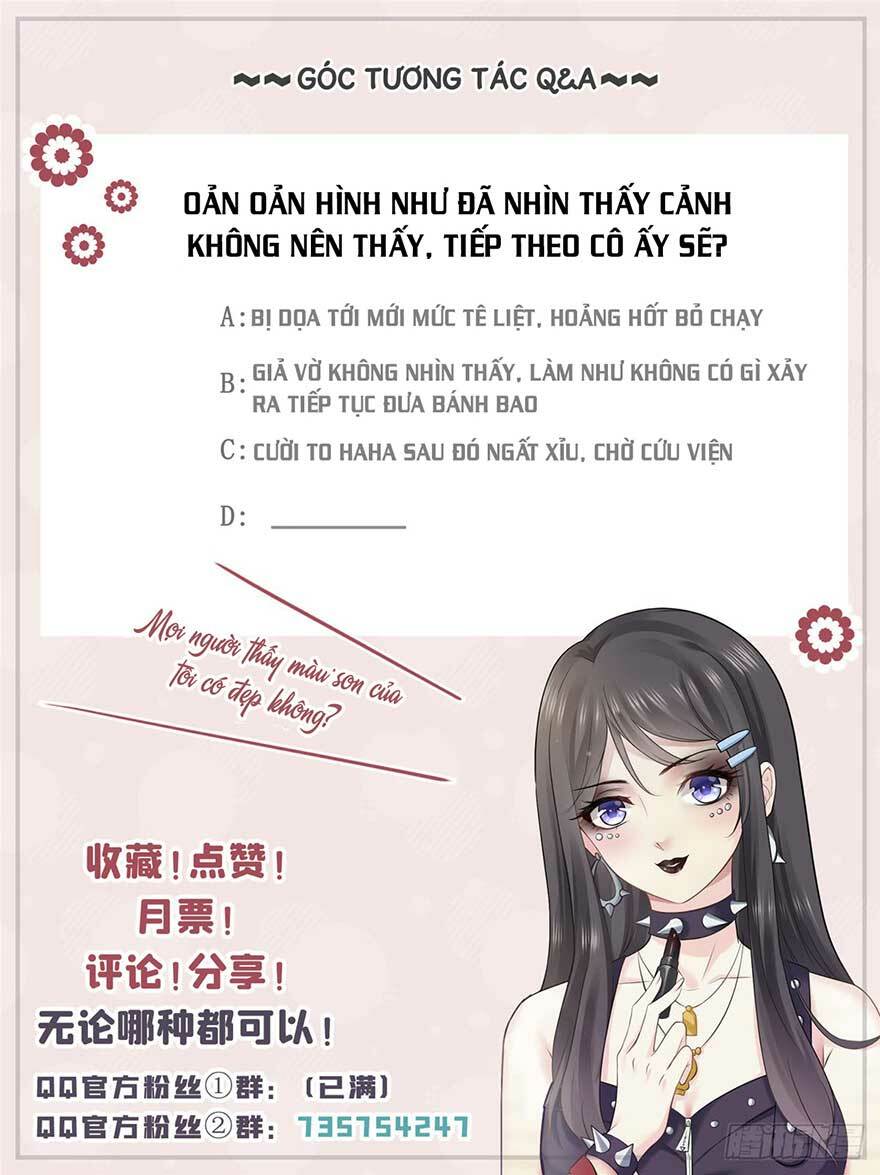 ~~GÓC TƯƠNG TÁC Q&A~~
OẢN OẢN HÌNH NHƯ ĐÃ NHÌN THẤY CẢNH
KHÔNG NÊN THẤY, TIẾP THEO CÔ ẤY SẼ?
A: BỊ DỌA TỚI MỚI MỨC TÊ LIỆT, HOẢNG HỐT BỎ CHẠY
B: GIẢ VỜ KHÔNG NHÌN THẤY, LÀM NHƯ KHÔNG CÓ GÌ XẢY
RA TIẾP TỤC ĐƯA BÁNH BAO
C: CƯỜI TO HAHA SAU ĐÓ NGẤT XỈU, CHỜ CỨU VIỆN
D: ________
Mọi người thấy màu son của
tôi có đẹp không?
收藏!点赞!
月票!
评论!分享!
无论哪种都可以!
QQ官方粉丝①群:(已满)
QQ官方粉丝②群:735754247
腾讯动漫